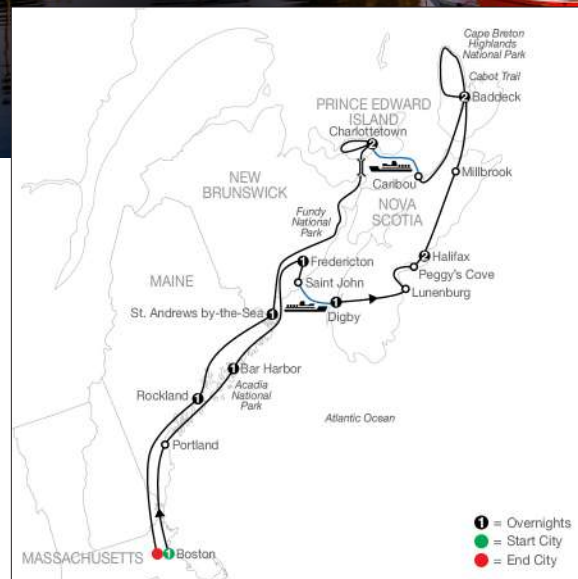 Cape Breton
Highlands
National Park
Cabot Trail
2 Baddeck
PRINCE EDWARD
ISLAND
Charlottetown
2
Caribou
Millbrook
NEW
BRUNSWICK
NOVA
SCOTIA
Fundy
National
Park
2 Halifax
Peggy's Cove
1 Fredericton
Saint John
Lunenburg
MAINE
St. Andrews by-the-Sea 1
1
Digby
1 Bar Harbor
Acadia
National
Park
Rockland 1
Atlantic Ocean
Portland
MASSACHUSETTS 1 Boston
1 = Overnights
= Start City
= End City